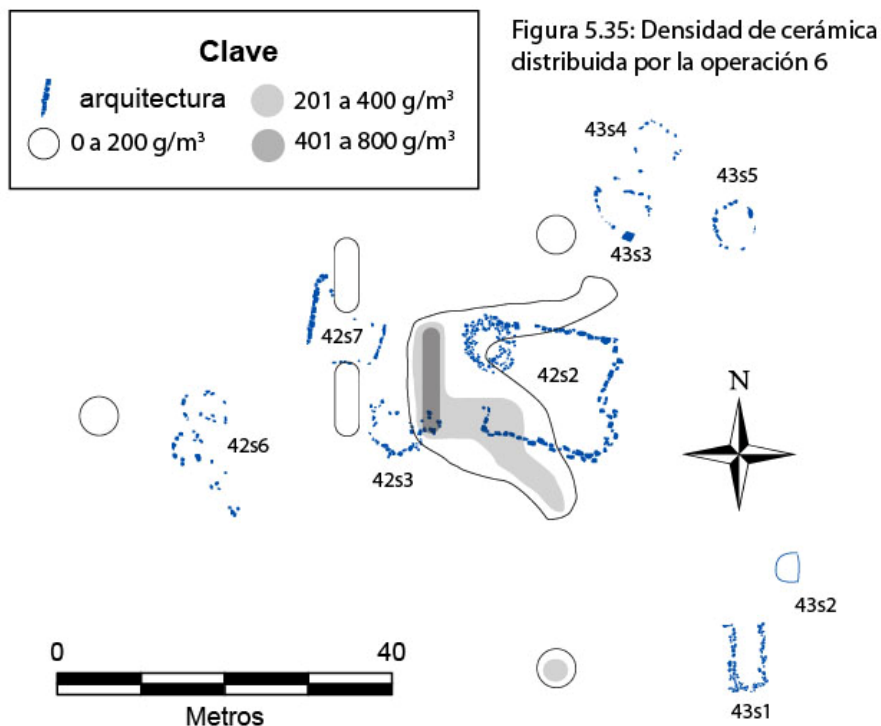 Figura 5.35: Densidad de cerámica
distribuida por la operación 6
Clave
arquitectura
201 a 400 g/m³
0 a 200 g/m³
401 a 800 g/m³
43s4
43s5
43s3
42s7
42s2
N
42s6
42s3
43s2
0 40
Metros
43s1